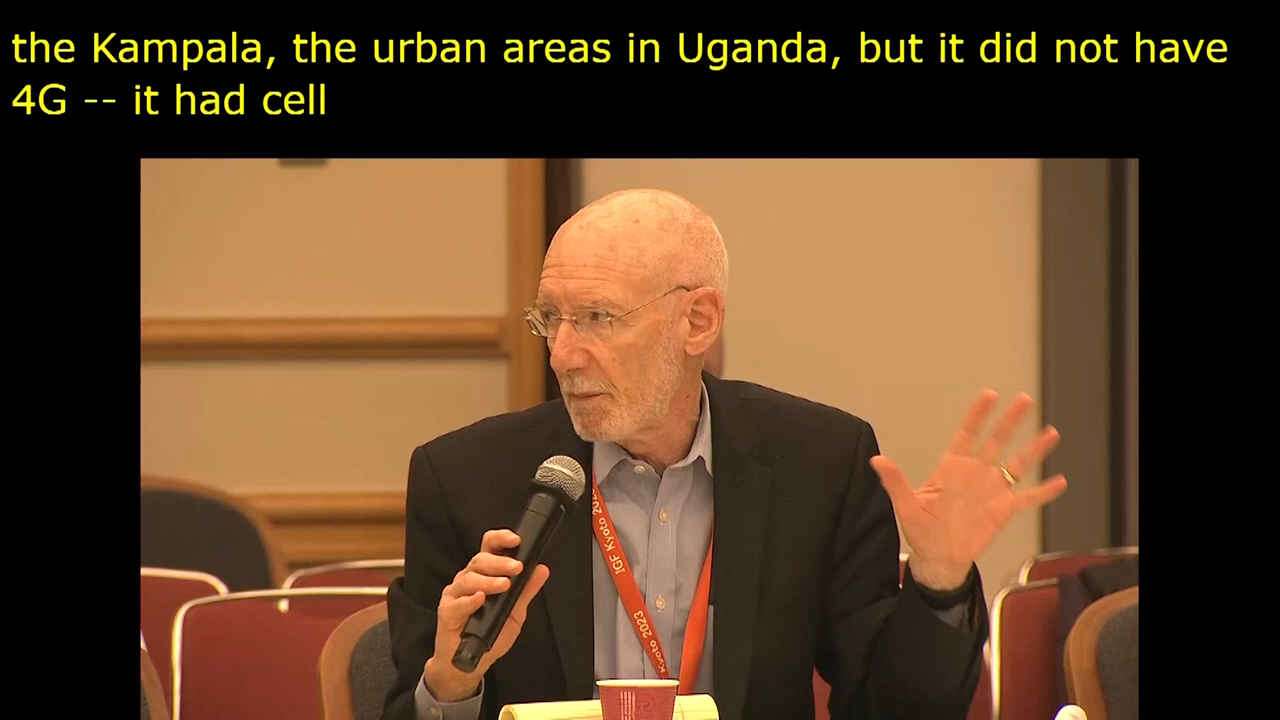 the Kampala, the urban areas in Uganda, but it did not have
4G -- it had cell
IGF Kyoto 2023
Kyoto 2023